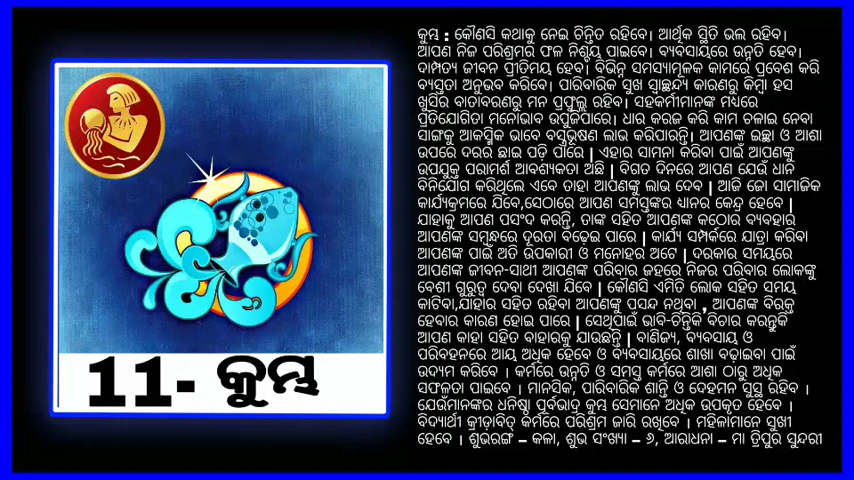 11- କୁମ୍ଭ
କୁମ୍ଭ : କୌଣସି କଥାକୁ ନେଇ ଚିନ୍ତିତ ରହିବେ। ଆର୍ଥିକ ସ୍ଥିତି ଭଲ ରହିବ।
ଆପଣ ନିଜ ପରିଶ୍ରମର ଫଳ ନିଶ୍ଚୟ ପାଇବେ। ବ୍ୟବସାୟରେ ଉନ୍ନତି ହେବ।
ଦାମ୍ପତ୍ୟ ଜୀବନ ପ୍ରୀତିମୟ ହେବ। ବିଭିନ୍ନ ସମସ୍ୟାମୂଳକ କାମରେ ପ୍ରବେଶ କରି
ବ୍ୟସ୍ତତା ଅନୁଭବ କରିବେ। ପାରିବାରିକ ସୁଖ ସ୍ୱାଚ୍ଛନ୍ଦ୍ୟ କାରଣରୁ କିମ୍ବା ହସ
ଖୁସିର ବାତାବରଣରୁ ମନ ପ୍ରଫୁଲ୍ଲ ରହିବ। ସହକର୍ମୀମାନଙ୍କ ମଧ୍ୟରେ
ପ୍ରତିଯୋଗିତା ମନୋଭାବ ଉପୁଜିପାରେ। ଧାର କରଜ କରି କାମ ଚଳାଇ ନେବା
ସାଙ୍ଗକୁ ଆକସ୍ମିକ ଭାବେ ବସ୍ତ୍ରଭୂଷଣ ଲାଭ କରିପାରନ୍ତି। ଆପଣଙ୍କ ଇଚ୍ଛା ଓ ଆଶା
ଉପରେ ଦରର ଛାଇ ପଡ଼ି ପାରେ | ଏହାର ସାମନା କରିବା ପାଇଁ ଆପଣଙ୍କୁ
ଉପଯୁକ୍ତ ପରାମର୍ଶ ଆବଶ୍ୟକତା ଅଛି | ବିଗତ ଦିନରେ ଆପଣ ଯେଉଁ ଧାନ
ବିନିଯୋଗ କରିଥିଲେ ଏବେ ତାହା ଆପଣଙ୍କୁ ଲାଭ ଦେବ | ଆଜି ଜୋ ସାମାଜିକ
କାର୍ଯ୍ୟକ୍ରମରେ ଯିବେ,ସେଠାରେ ଆପଣ ସମସ୍ତଙ୍କର ଧ୍ୟାନର କେନ୍ଦ୍ର ହେବେ |
ଯାହାକୁ ଆପଣ ପସଂଦ କରନ୍ତି, ତାଙ୍କ ସହିତ ଆପଣଙ୍କ କଠୋର ବ୍ୟବହାର
ଆପଣଙ୍କ ସମ୍ବନ୍ଧରେ ଦୂରତା ବଢ଼େଇ ପାରେ | କାର୍ଯ୍ୟ ସମ୍ପର୍କରେ ଯାତ୍ରା କରିବା
ଆପଣଙ୍କ ପାଇଁ ଅତି ଉପକାରୀ ଓ ମନୋହର ଅଟେ | ଦରକାର ସମୟରେ
ଆପଣଙ୍କ ଜୀବନ-ସାଥୀ ଆପଣଙ୍କ ପରିବାର ଜହରେ ନିଜର ପରିବାର ଲୋକଙ୍କୁ
ବେଶୀ ଗୁରୁତ୍ୱ ଦେବା ଦେଖା ଯିବେ | କୌଣସି ଏମିତି ଲୋକ ସହିତ ସମୟ
କାଟିବା,ଯାହାର ସହିତ ରହିବା ଆପଣଙ୍କୁ ପସନ୍ଦ ନଥିବା , ଆପଣଙ୍କ ବିରକ୍ତ
ହେବାର କାରଣ ହୋଇ ପାରେ | ସେଥିପାଇଁ ଭାବି-ଚିନ୍ତିକି ବିଚାର କରନ୍ତୁକି
ଆପଣ କାହା ସହିତ ବାହାରକୁ ଯାଉଛନ୍ତି | ବାଣିଜ୍ୟ, ବ୍ୟବସାୟ ଓ
ପରିବହନରେ ଆୟ ଅଧିକ ହେବେ ଓ ବ୍ୟବସାୟରେ ଶାଖା ବଢ଼ାଇବା ପାଇଁ
ଉଦ୍ୟମ କରିବେ । କର୍ମରେ ଉନ୍ନତି ଓ ସମସ୍ତ କର୍ମରେ ଆଶା ଠାରୁ ଅଧିକ
ସଫଳତା ପାଇବେ । ମାନସିକ, ପାରିବାରିକ ଶାନ୍ତି ଓ ଦେହମନ ସୁସ୍ଥ ରହିବ ।
ଯେଉଁମାନଙ୍କର ଧନିଷ୍ଠା ପୂର୍ବଭାଦ୍ର କୁମ୍ଭ ସେମାନେ ଅଧିକ ଉପକୃତ ହେବେ ।
ବିଦ୍ୟାର୍ଥୀ କ୍ରୀଡ଼ାବିତ୍ କର୍ମରେ ପରିଶ୍ରମ ଜାରି ରଖିବେ । ମହିଳାମାନେ ସୁଖୀ
ହେବେ । ଶୁଭରଙ୍ଗ – କଳା, ଶୁଭ ସଂଖ୍ୟା – ୬, ଆରାଧନା – ମା ତ୍ରିପୁର ସୁନ୍ଦରୀ